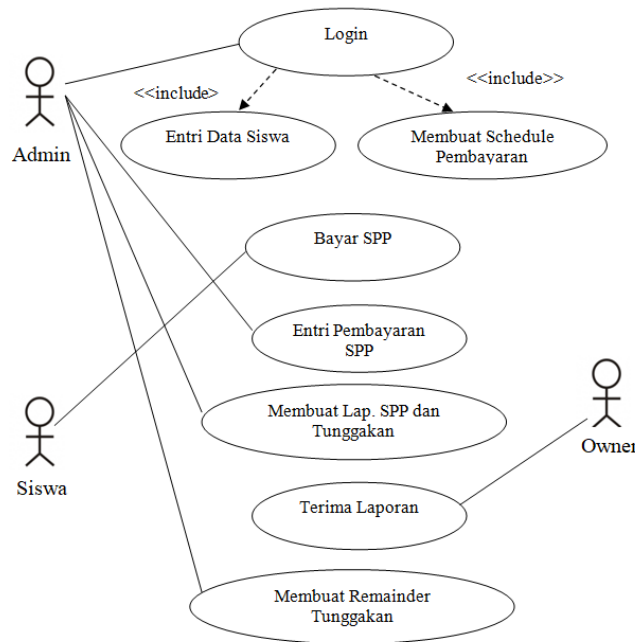 Login
<<include>
<<include>>
Admin
Entri Data Siswa
Membuat Schedule
Pembayaran
Bayar SPP
Entri Pembayaran
SPP
Membuat Lap. SPP dan
Tunggakan
Siswa
Owner
Terima Laporan
Membuat Remainder
Tunggakan